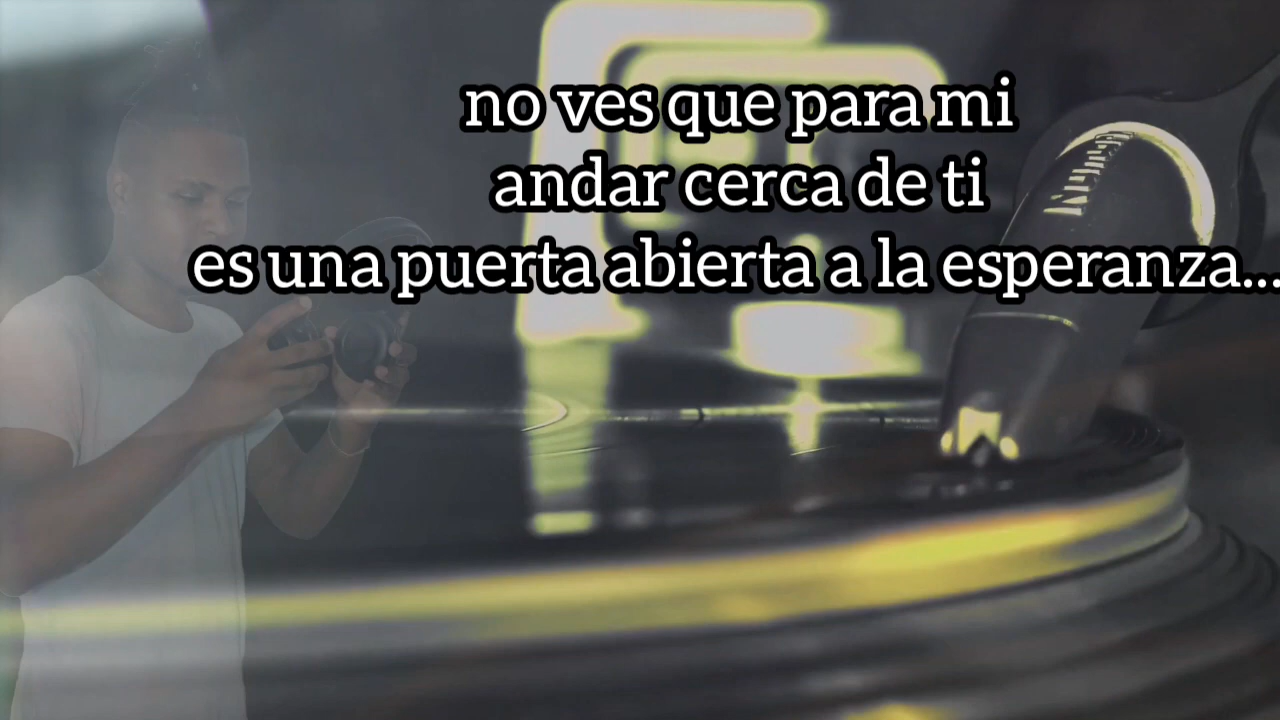 no ves que para mi
andar cerca de ti
es una puerta abierta a la esperanza...